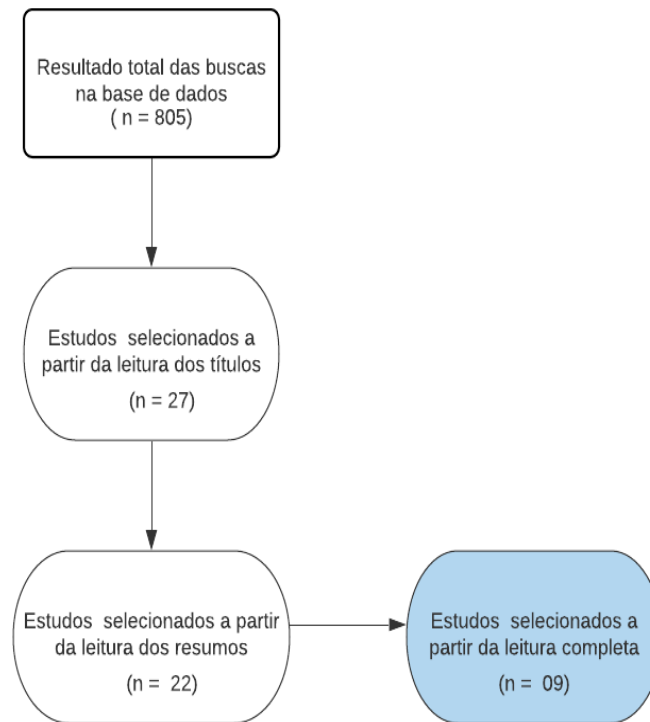 Resultado total das buscas
na base de dados
( n = 805)
Estudos selecionados a
partir da leitura dos títulos
(n = 27)
Estudos selecionados a partir
da leitura dos resumos
(n = 22)
Estudos selecionados a
partir da leitura completa
(n = 09)